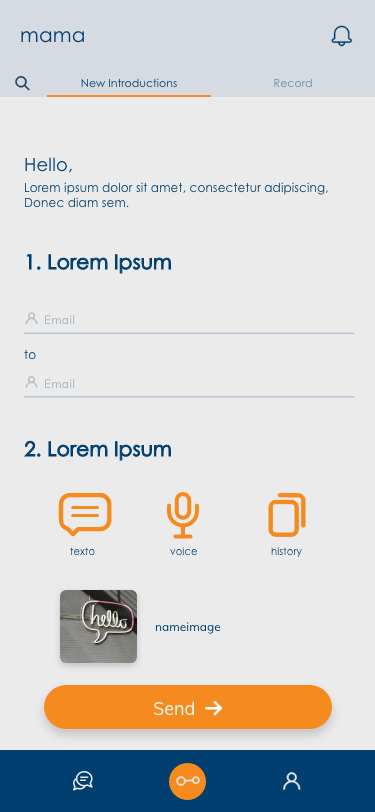 mama
New Introductions
Record
Hello,
Lorem ipsum dolor sit amet, consectetur adipiscing,
Donec diam sem.
1. Lorem Ipsum
Email
to
Email
2. Lorem Ipsum
texto
voice
history
hello
nameimage
Send